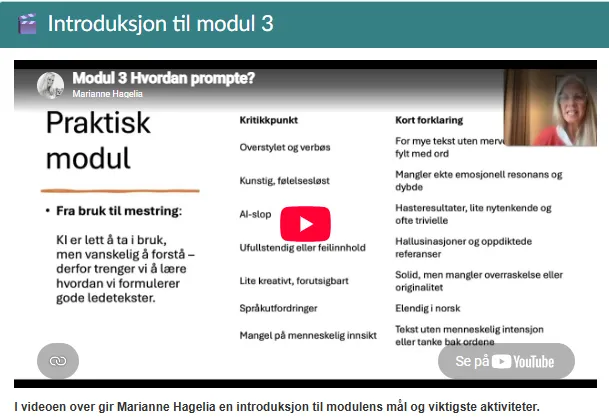 Introduksjon til modul 3
Modul 3 Hvordan prompte?
Marianne Hagelia
Praktisk
modul
• Fra bruk til mestring:
KI er lett å ta i bruk,
men vanskelig å forstå –
derfor trenger vi å lære
hvordan vi formulerer
gode ledetekster.
Kritikkpunkt
Kort forklaring
Overstylet og verbøs
For mye tekst uten
fylt med ord
Kunstig, følelsesløst
Mangler ekte emosjonell resonans og
dybde
AI-slop
Hasteresultater, lite nytenkende og
ofte trivielle
Ufullstendig eller feilinnhold
Hallusinasjoner og oppdiktede
referanser
Lite kreativt, forutsigbart
Solid, men mangler overraskelse eller
originalitet
Språkutfordringer
Elendig i norsk
Mangel på menneskelig innsikt
Tekst uten menneskelig intensjon
eller tanke bak ordene
Se på YouTube
I videoen over gir Marianne Hagelia en introduksjon til modulens mål og viktigste aktiviteter.